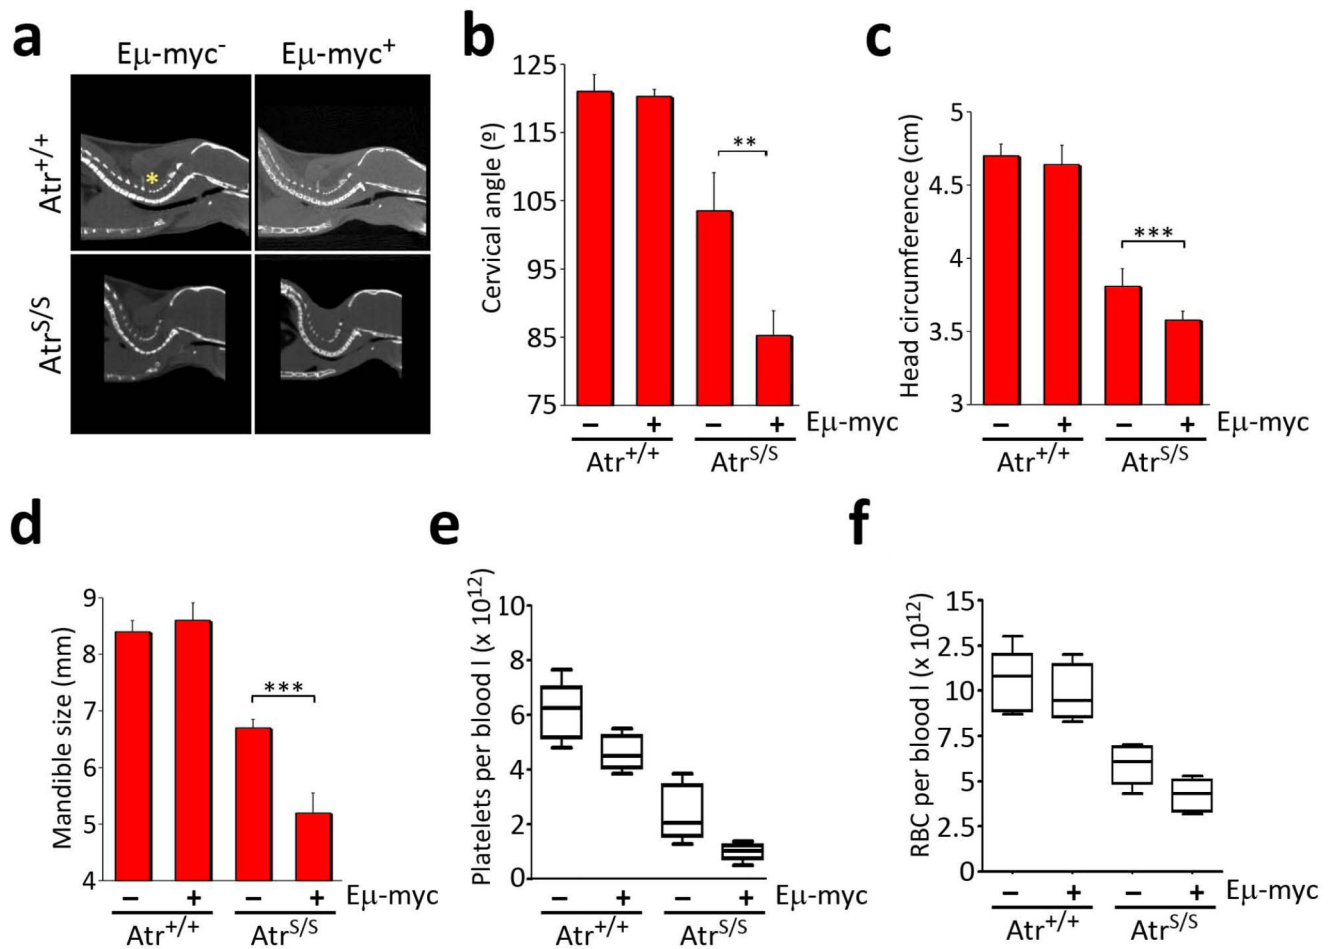 a
Eμ-myc⁻
Eμ-myc⁺
Atr⁺/⁺
*
Atrˢ/ˢ
b
Cervical angle (º)
125
115
105
95
85
75
**
− + − + Eμ-myc
Atr⁺/⁺ Atrˢ/ˢ
c
Head circumference (cm)
5
4.5
4
3.5
3
***
− + − + Eμ-myc
Atr⁺/⁺ Atrˢ/ˢ
d
Mandible size (mm)
9
8
7
6
5
4
***
− + − + Eμ-myc
Atr⁺/⁺ Atrˢ/ˢ
e
Platelets per blood l (x 10¹²)
10
8
6
4
2
0
− + − + Eμ-myc
Atr⁺/⁺ Atrˢ/ˢ
f
RBC per blood l (x 10¹²)
15
2.5
10
7.5
5
2.5
0
− + − + Eμ-myc
Atr⁺/⁺ Atrˢ/ˢ